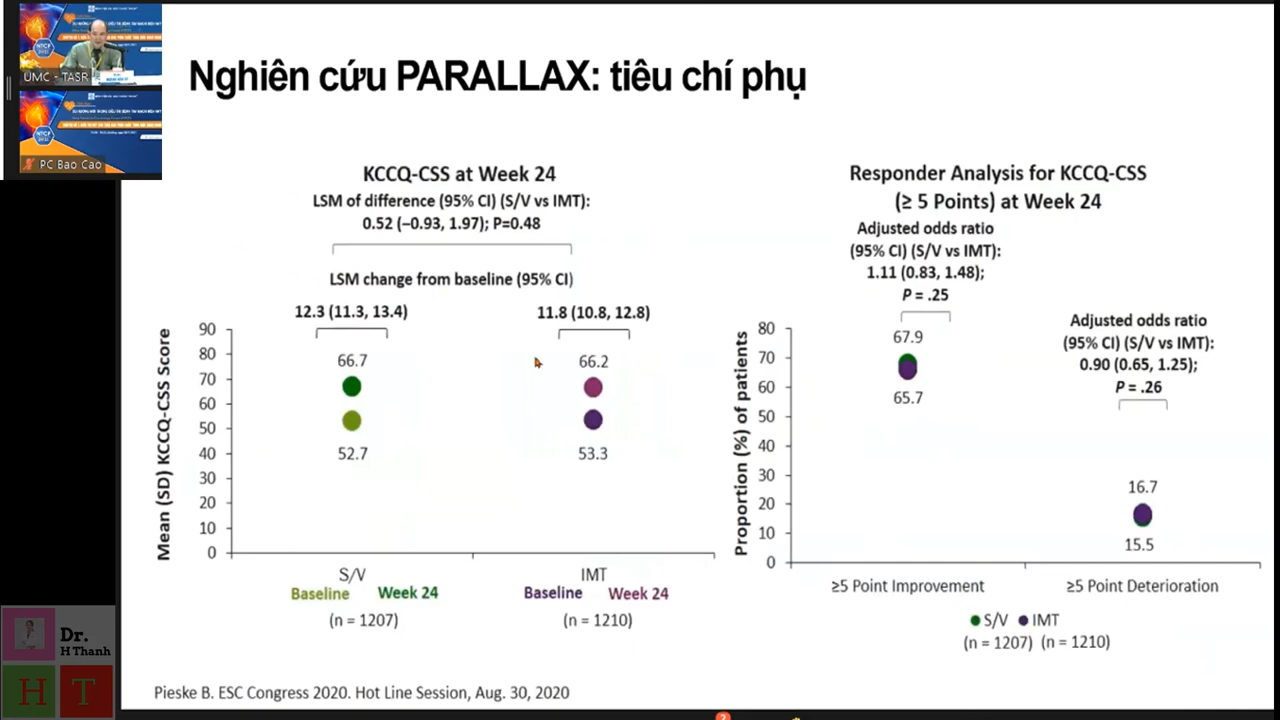 UMC - TASR
PC Bao Cao
Nghiên cứu PARALLAX: tiêu chí phụ
KCCQ-CSS at Week 24
LSM of difference (95% CI) (S/V vs IMT):
0.52 (–0.93, 1.97); P=0.48
LSM change from baseline (95% CI)
12.3 (11.3, 13.4)
11.8 (10.8, 12.8)
Mean (SD) KCCQ-CSS Score
90
80
70
60
50
40
30
20
10
0
66.7
52.7
66.2
53.3
S/V
Baseline Week 24
(n = 1207)
IMT
Baseline Week 24
(n = 1210)
Responder Analysis for KCCQ-CSS
(≥ 5 Points) at Week 24
Adjusted odds ratio
(95% CI) (S/V vs IMT):
1.11 (0.83, 1.48);
P = .25
Adjusted odds ratio
(95% CI) (S/V vs IMT):
0.90 (0.65, 1.25);
P = .26
Proportion (%) of patients
80
70
60
50
40
30
20
10
0
67.9
65.7
16.7
15.5
≥5 Point Improvement
≥5 Point Deterioration
S/V IMT
(n = 1207) (n = 1210)
Dr.
H Thanh
H T
Pieske B. ESC Congress 2020. Hot Line Session, Aug. 30, 2020